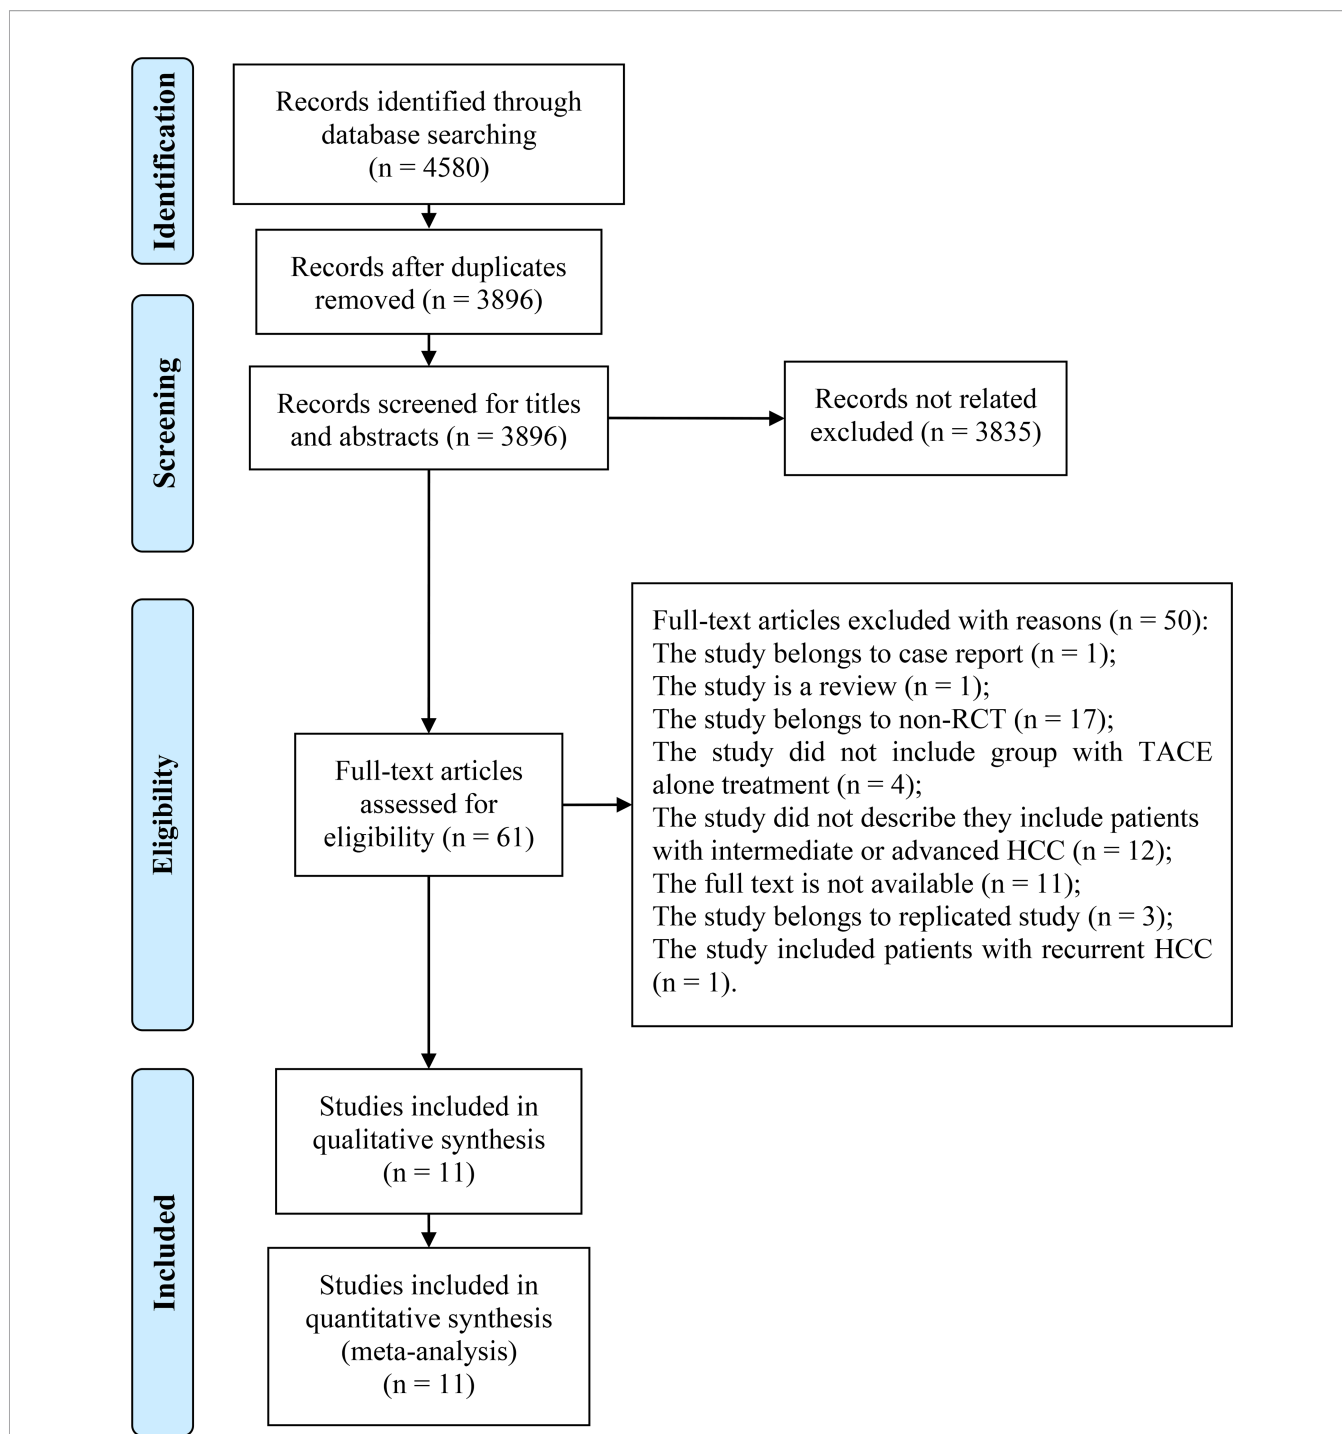 Identification
Records identified through
database searching
(n = 4580)
Records after duplicates
removed (n = 3896)
Screening
Records screened for titles
and abstracts (n = 3896)
Records not related
excluded (n = 3835)
Eligibility
Full-text articles
assessed for
eligibility (n = 61)
Full-text articles excluded with reasons (n = 50):
The study belongs to case report (n = 1);
The study is a review (n = 1);
The study belongs to non-RCT (n = 17);
The study did not include group with TACE
alone treatment (n = 4);
The study did not describe they include patients
with intermediate or advanced HCC (n = 12);
The full text is not available (n = 11);
The study belongs to replicated study (n = 3);
The study included patients with recurrent HCC
(n = 1).
Included
Studies included in
qualitative synthesis
(n = 11)
Studies included in
quantitative synthesis
(meta-analysis)
(n = 11)